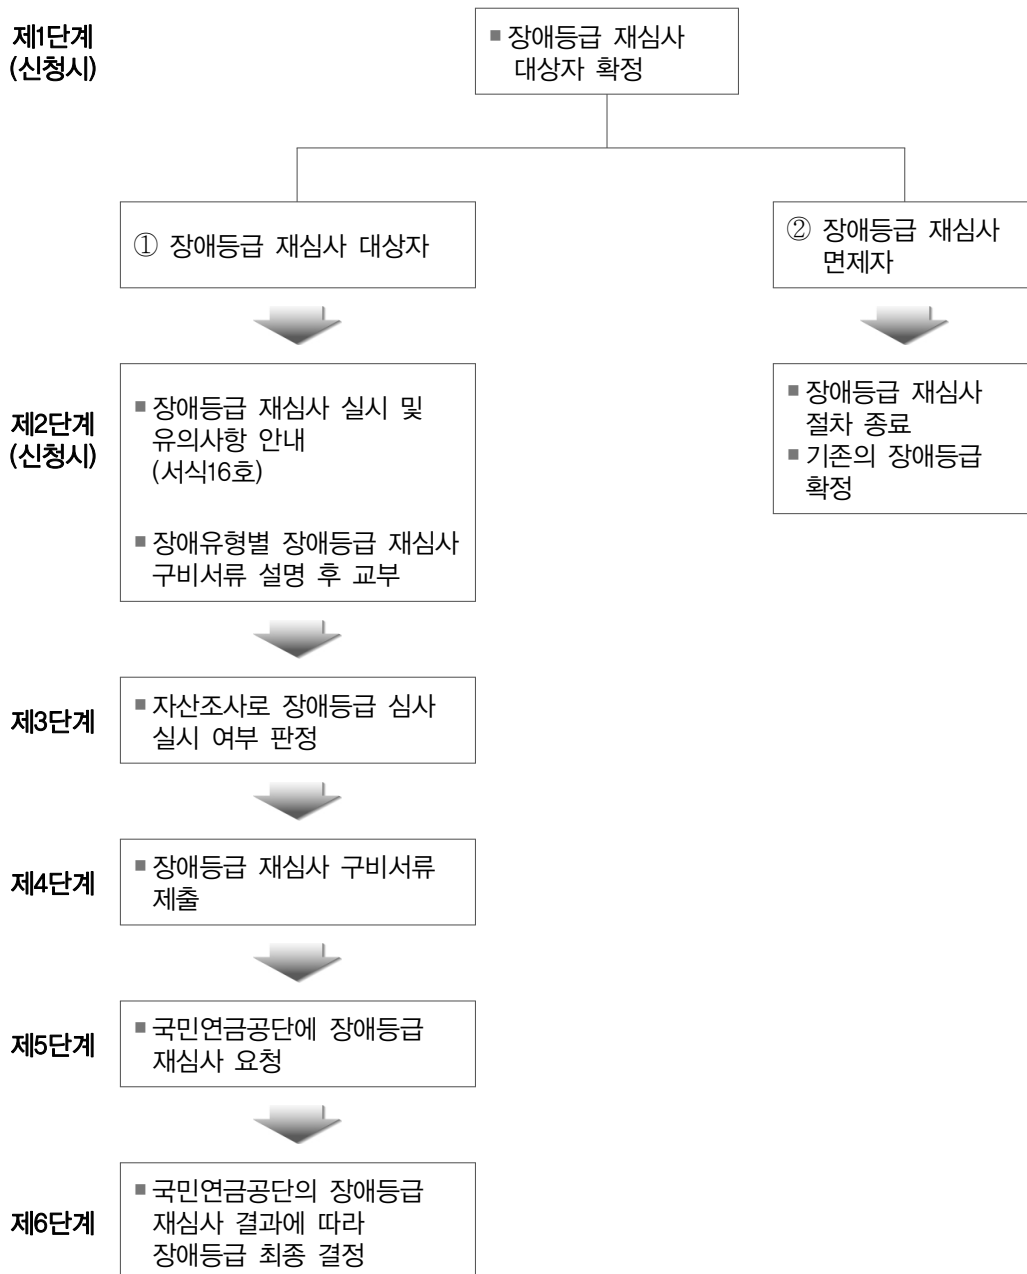 제1단계
(신청시)
▪ 장애등급 재심사
대상자 확정
① 장애등급 재심사 대상자
② 장애등급 재심사
면제자
제2단계
(신청시)
▪ 장애등급 재심사 실시 및
유의사항 안내
(서식16호)
▪ 장애유형별 장애등급 재심사
구비서류 설명 후 교부
▪ 장애등급 재심사
절차 종료
▪ 기존의 장애등급
확정
제3단계
▪ 자산조사로 장애등급 심사
실시 여부 판정
제4단계
▪ 장애등급 재심사 구비서류
제출
제5단계
▪ 국민연금공단에 장애등급
재심사 요청
제6단계
▪ 국민연금공단의 장애등급
재심사 결과에 따라
장애등급 최종 결정